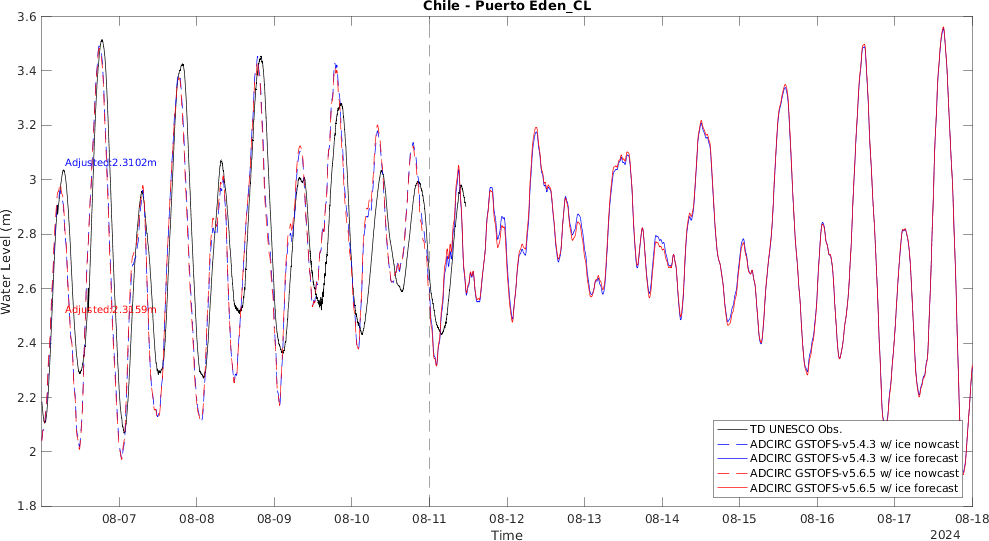 Chile - Puerto Eden_CL
3.6
3.4
3.2
3
2.8
2.6
2.4
2.2
2
1.8
Water Level (m)
Adjusted:2.3102m
Adjusted:2.3159m
TD UNESCO Obs.
ADCIRC GSTOFS-v5.4.3 w/ ice nowcast
ADCIRC GSTOFS-v5.4.3 w/ ice forecast
ADCIRC GSTOFS-v5.6.5 w/ ice nowcast
ADCIRC GSTOFS-v5.6.5 w/ ice forecast
08-07 08-08 08-09 08-10 08-11 08-12 08-13 08-14 08-15 08-16 08-17 08-18
Time
2024